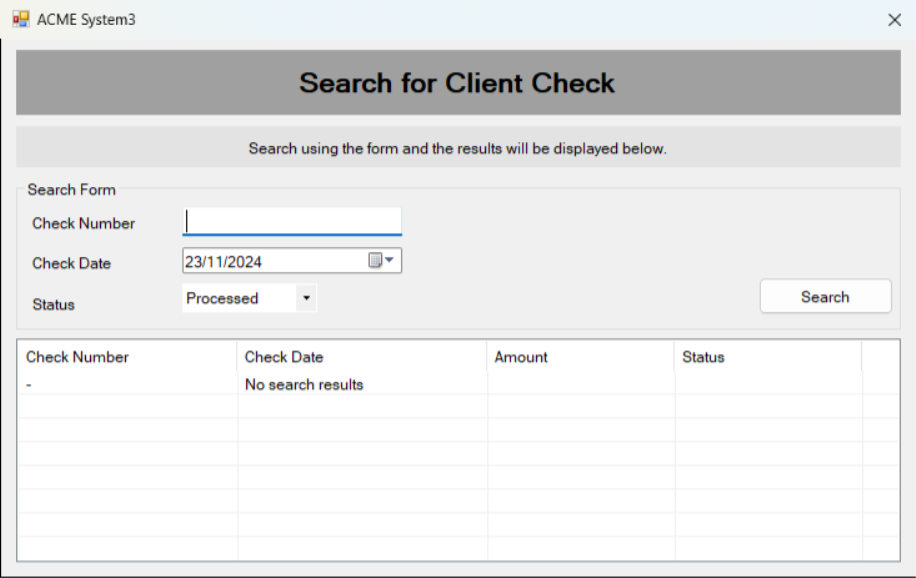 ACME System3
Search for Client Check
Search using the form and the results will be displayed below.
Search Form
Check Number
Check Date 23/11/2024
Status Processed
Search
Check Number Check Date Amount Status
- No search results